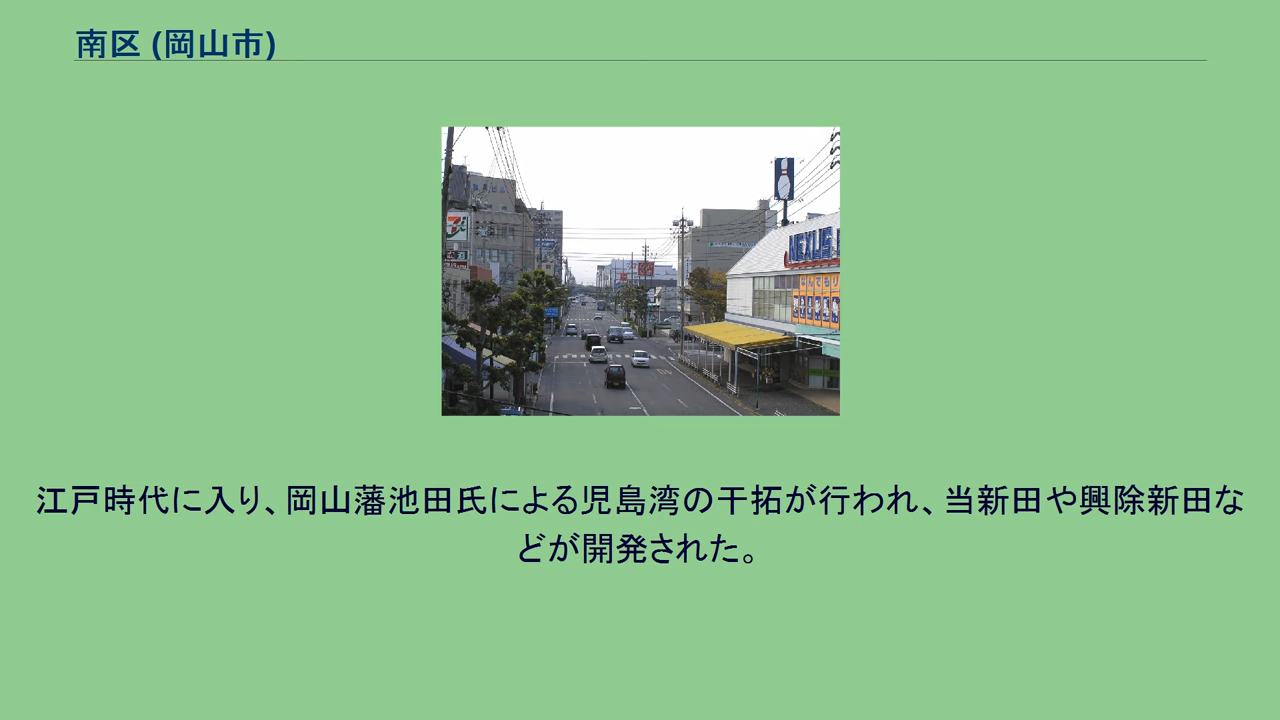 南区 (岡山市)
NEXUS
江戸時代に入り、岡山藩池田氏による児島湾の干拓が行われ、当新田や興除新田な
どが開発された。